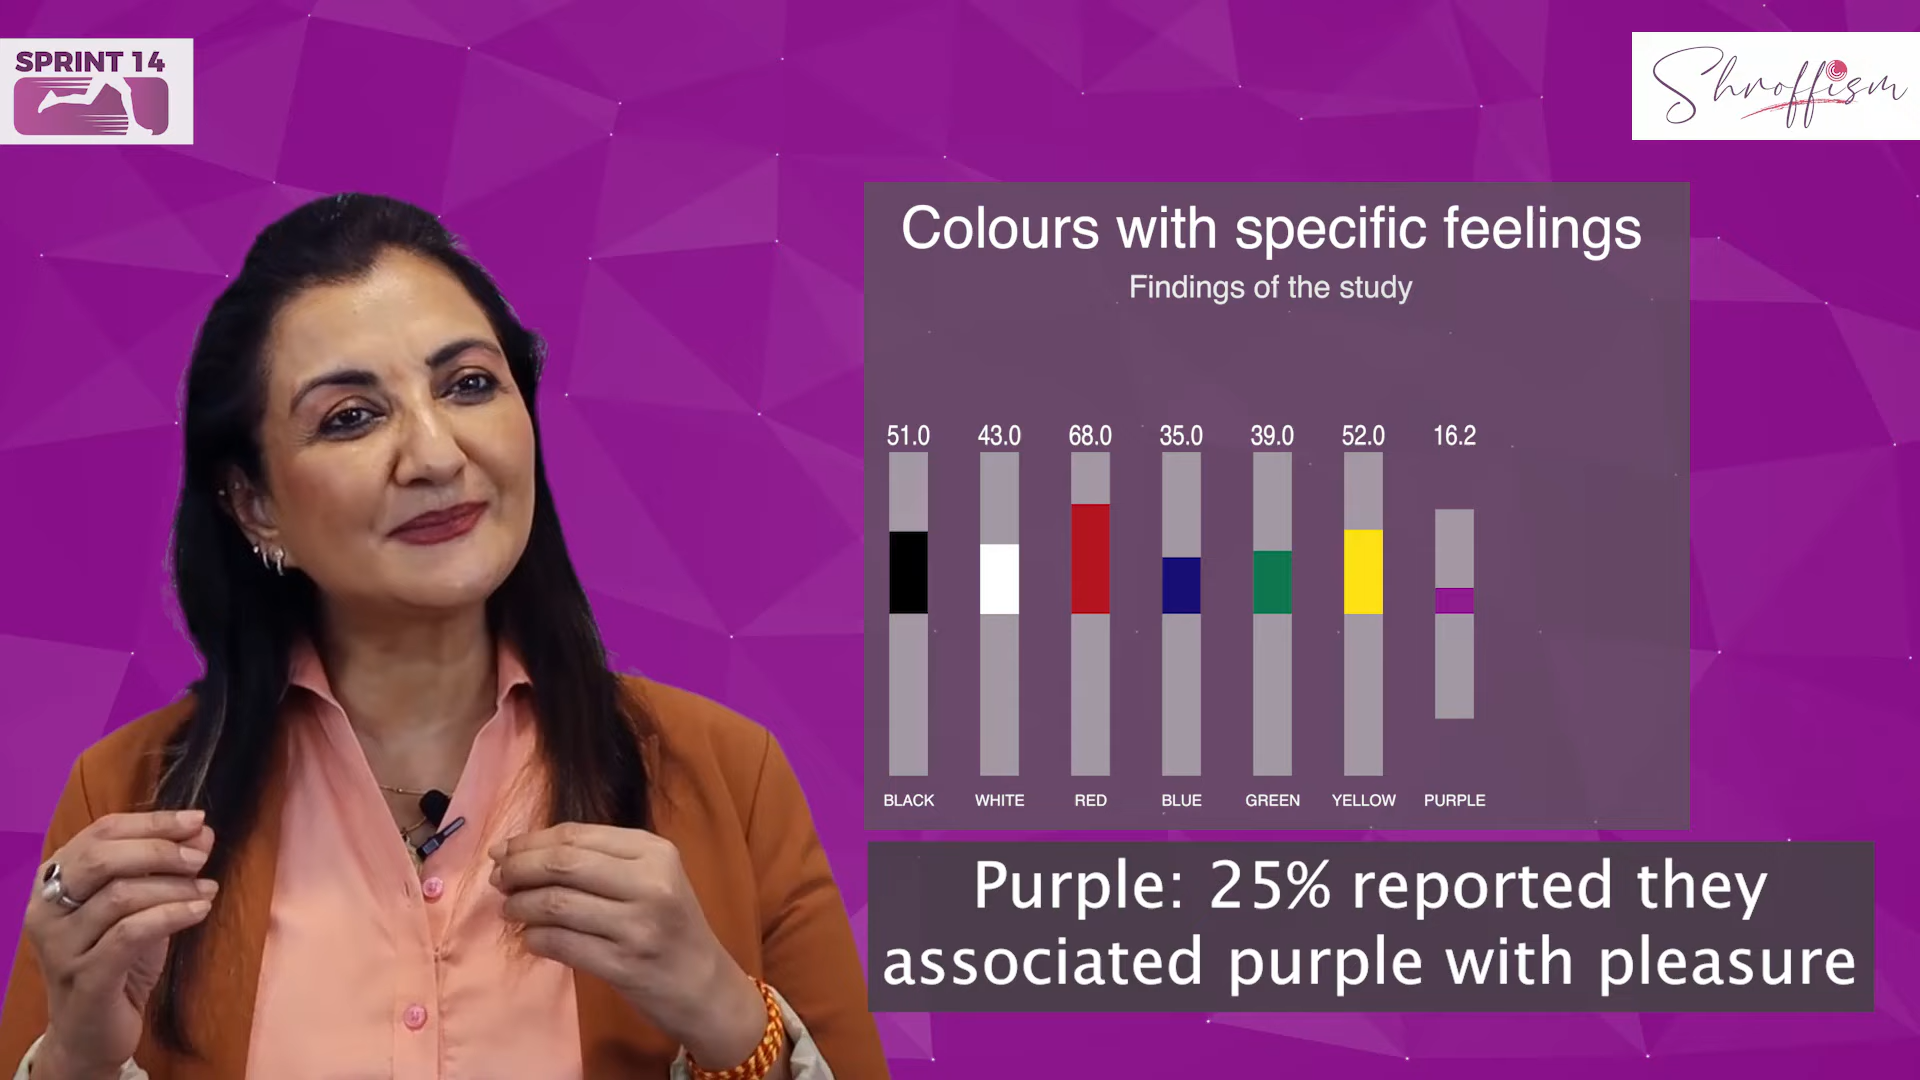 SPRINT 14
Shroffism
Colours with specific feelings
Findings of the study
51.0 43.0 68.0 35.0 39.0 52.0 16.2
BLACK WHITE RED BLUE GREEN YELLOW PURPLE
Purple: 25% reported they
associated purple with pleasure